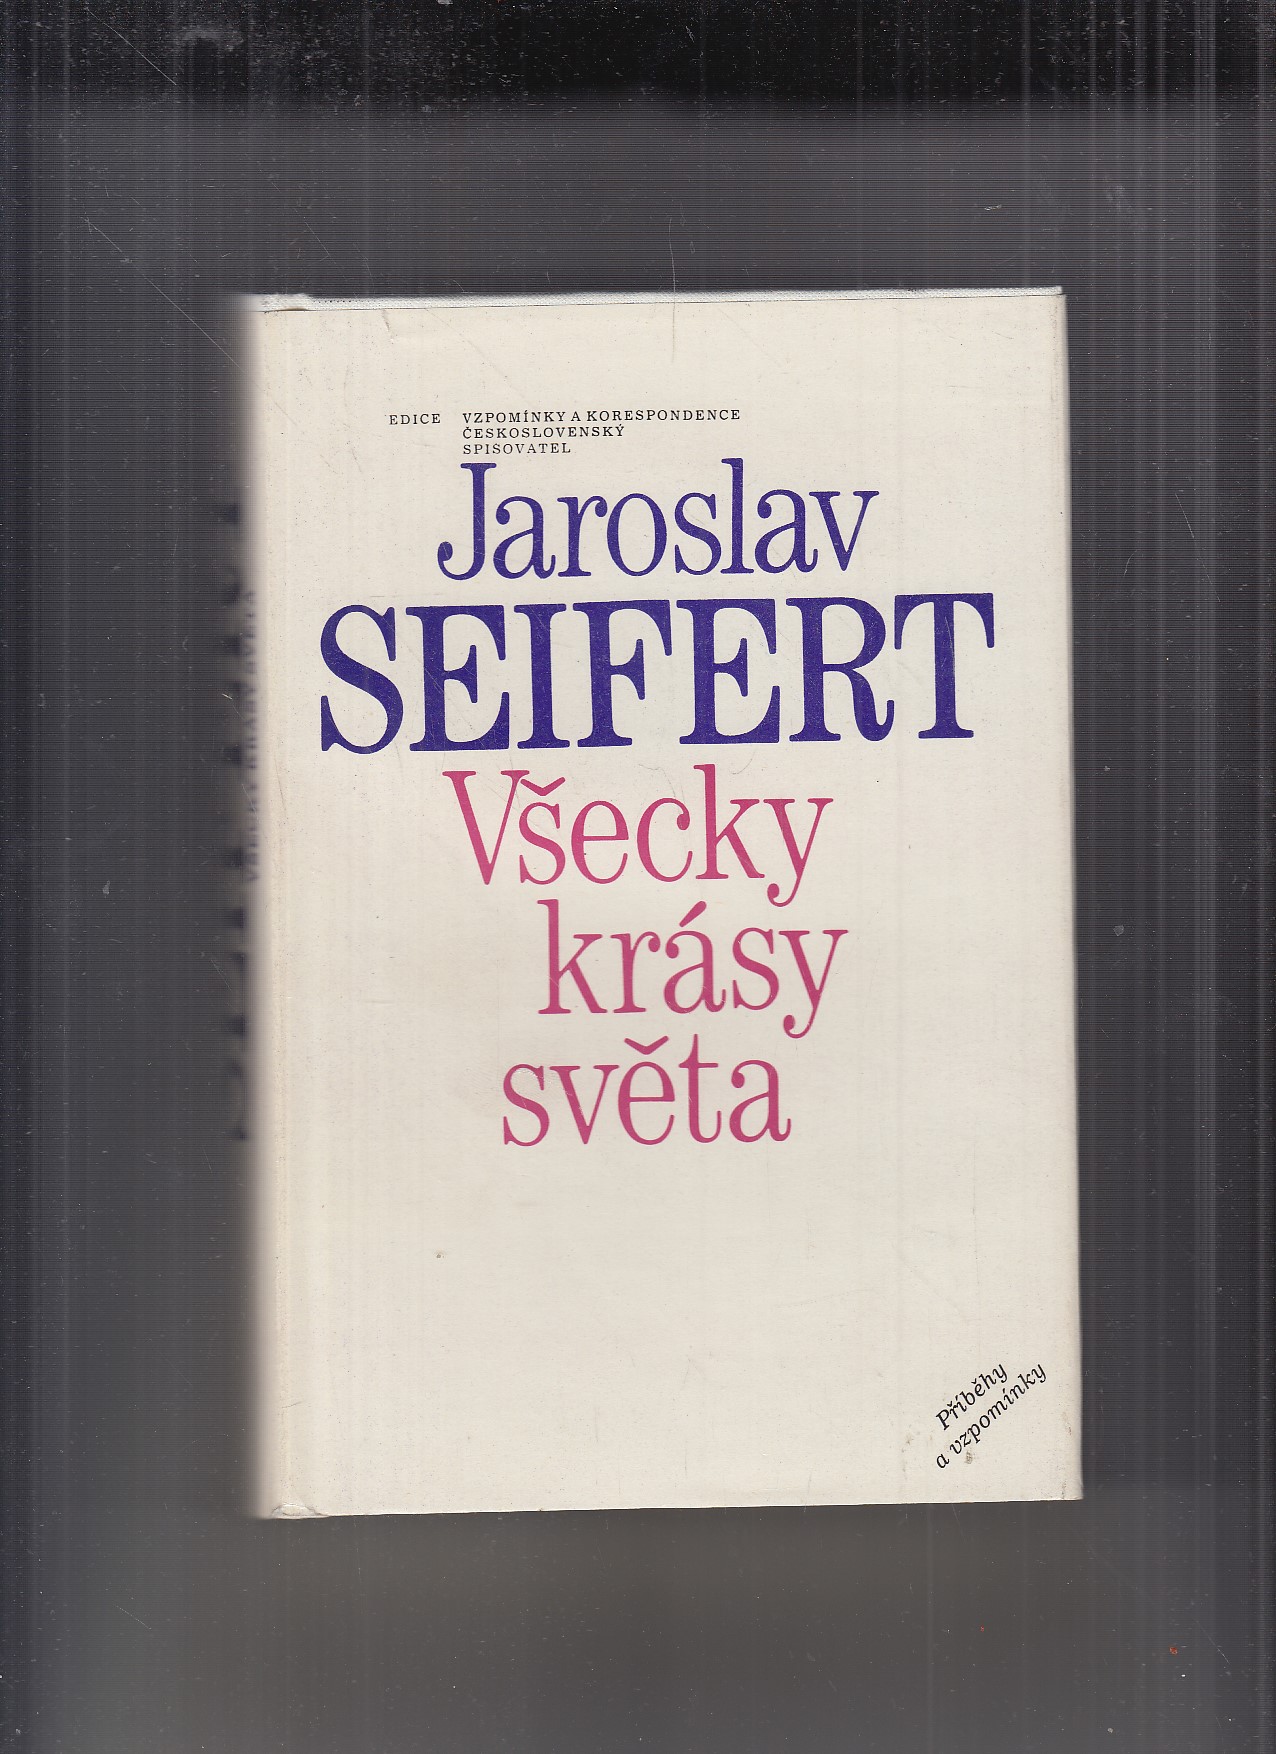 EDICE VZPOMÍNKY A KORESPONDENCE
ČESKOSLOVENSKÝ
SPISOVATEL
Jaroslav
SEIFERT
Všecky
krásy
světa
Příběhy
a vzpomínky